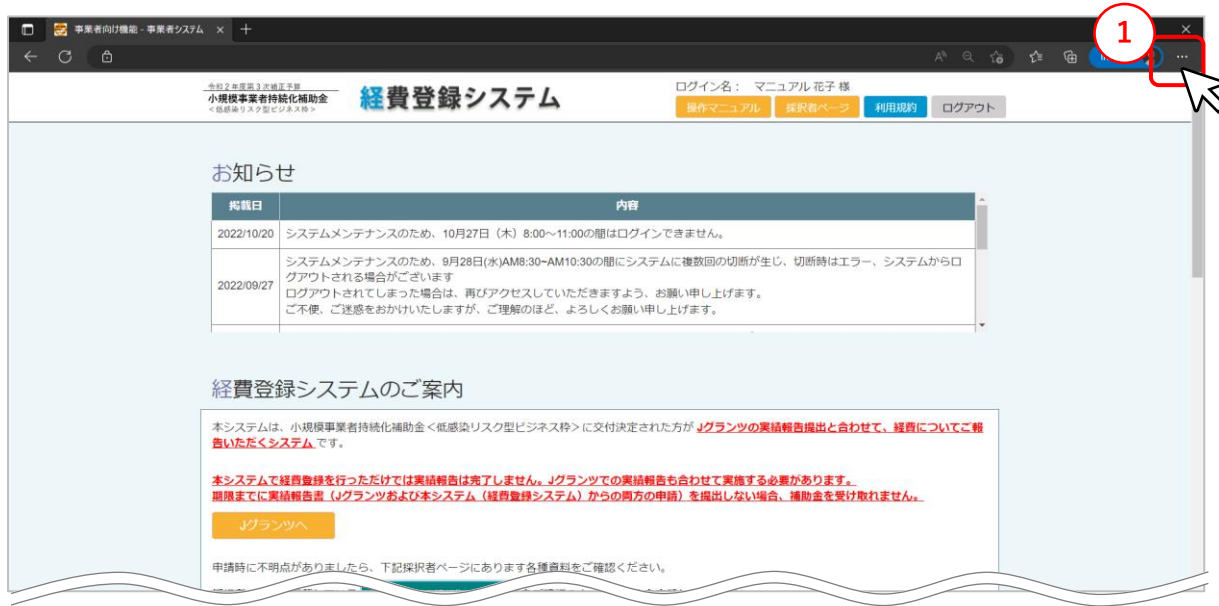 事業者向け機能 - 事業者システム
1
令和2年度第3次補正予算
小規模事業者持続化補助金
<低感染リスク型ビジネス枠>
経費登録システム
ログイン名： マニュアル 花子 様
操作マニュアル
採択者ページ
利用規約
ログアウト
お知らせ
掲載日 内容
2022/10/20 システムメンテナンスのため、10月27日（木）8:00～11:00の間はログインできません。
システムメンテナンスのため、9月28日(水)AM8:30~AM10:30の間にシステムに複数回の切断が生じ、切断時はエラー、システムからロ
グアウトされる場合がございます
2022/09/27
ログアウトされてしまった場合は、再びアクセスしていただきますよう、お願い申し上げます。
ご不便、ご迷惑をおかけいたしますが、ご理解のほど、よろしくお願い申し上げます。
経費登録システムのご案内
本システムは、小規模事業者持続化補助金＜低感染リスク型ビジネス枠＞に交付決定された方が Jグランツの実績報告提出と合わせて、経費についてご報
告いただくシステム です。
本システムで経費登録を行っただけでは実績報告は完了しません。Jグランツでの実績報告も合わせて実施する必要があります。
期限までに実績報告書（Jグランツおよび本システム（経費登録システム）からの両方の申請）を提出しない場合、補助金を受け取れません。
Jグランツへ
申請時に不明点がありましたら、下記採択者ページにあります各種資料をご確認ください。